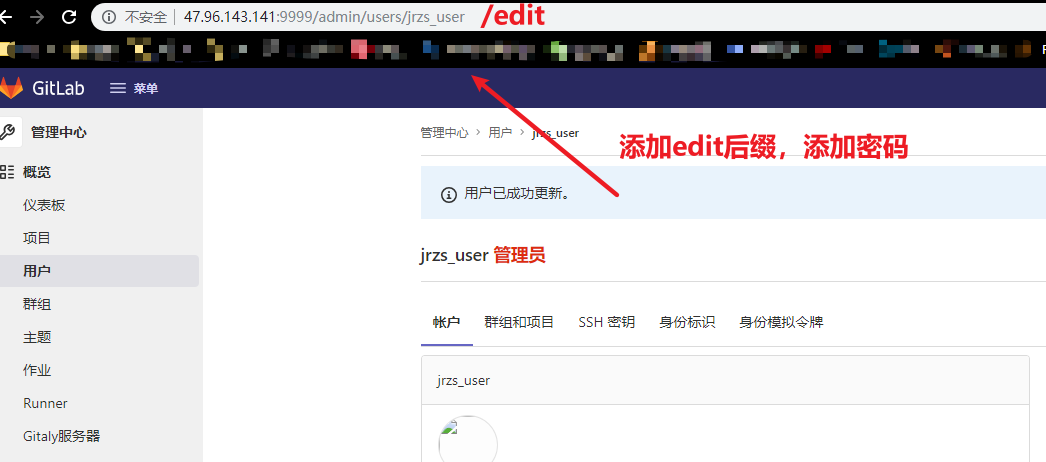 不安全 47.96.143.141:9999/admin/users/jrzs_user /edit
GitLab 菜单
管理中心
管理中心 › 用户 › jrzs_user
添加edit后缀，添加密码
概览
用户已成功更新。
仪表板
项目
jrzs_user 管理员
用户
群组
帐户 群组和项目 SSH 密钥 身份标识 身份模拟令牌
主题
作业
jrzs_user
Runner
Gitaly服务器